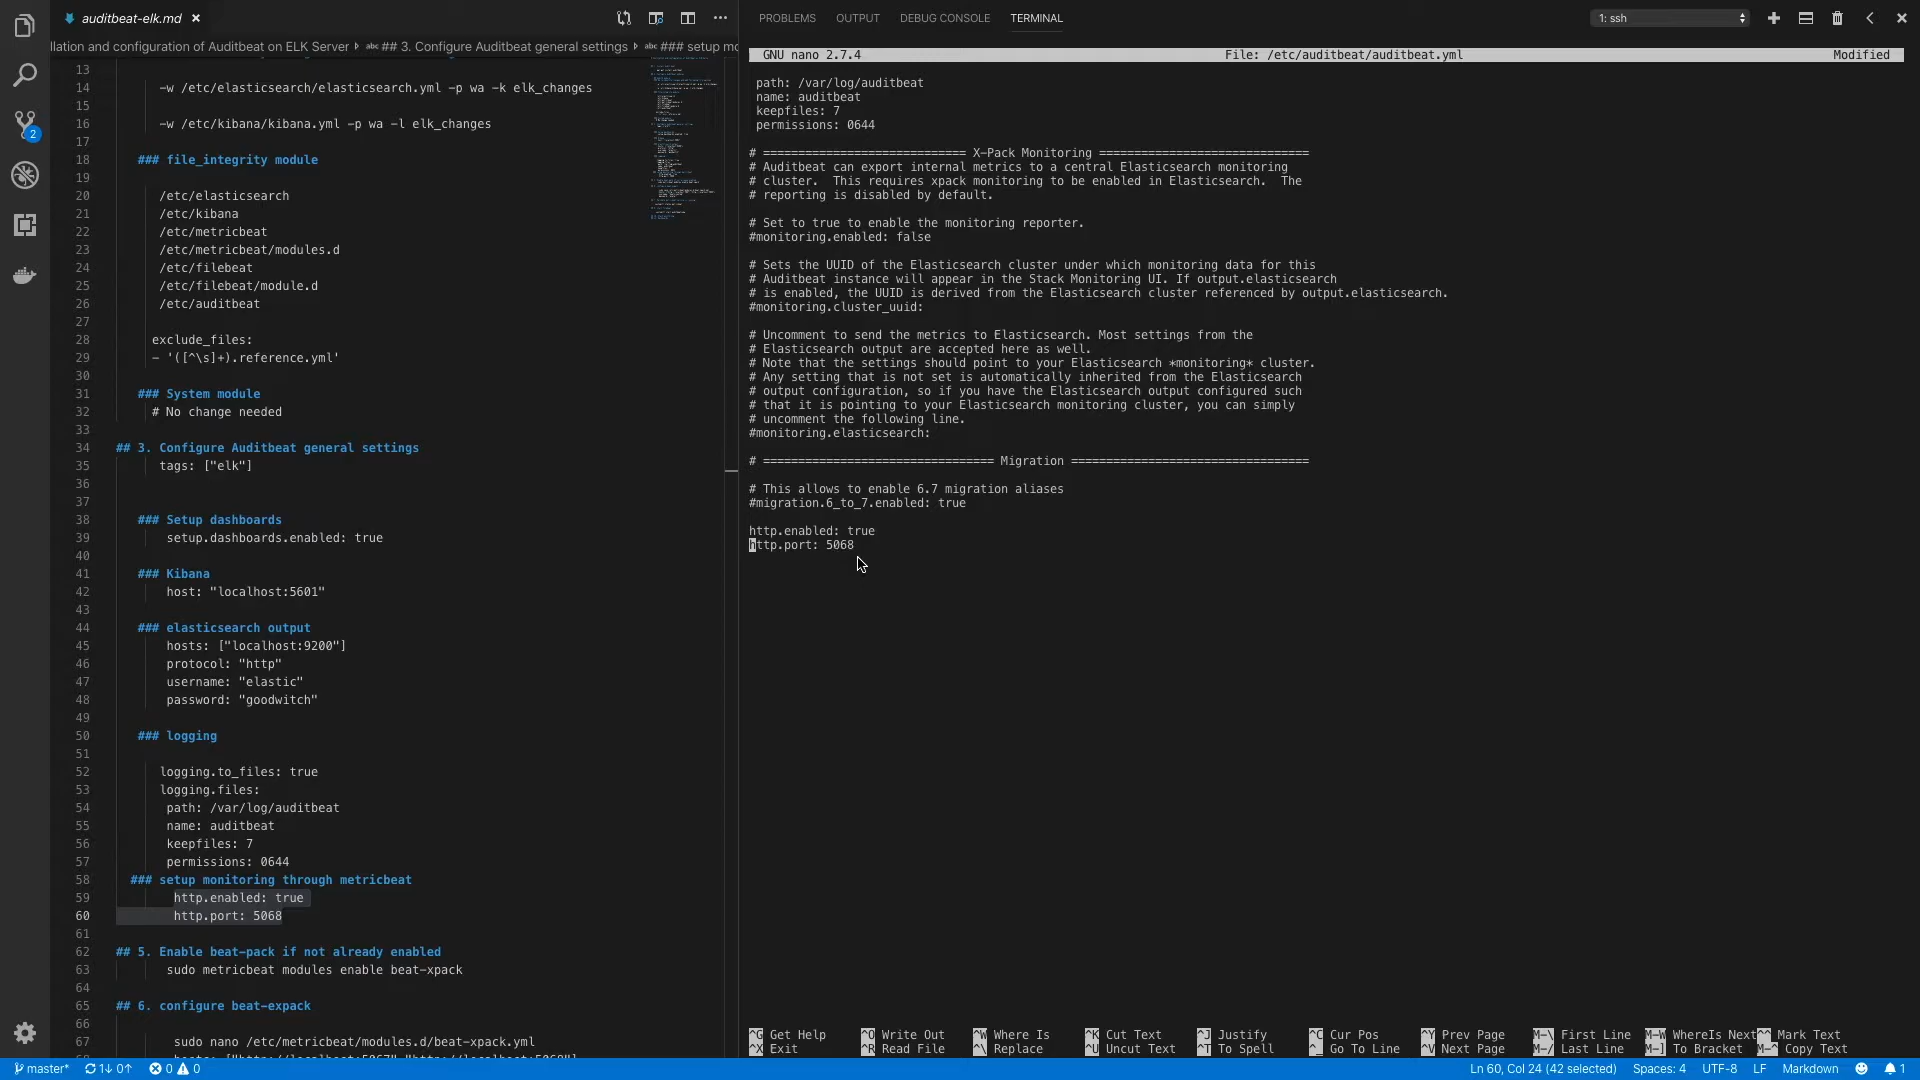 auditbeat-elk.md ×
llation and configuration of Auditbeat on ELK Server abc ## 3. Configure Auditbeat general settings abc ### setup mo
13
14 -w /etc/elasticsearch/elasticsearch.yml -p wa -k elk_changes
15
16 -w /etc/kibana/kibana.yml -p wa -l elk_changes
17
18 ### file_integrity module
19
20 /etc/elasticsearch
21 /etc/kibana
22 /etc/metricbeat
23 /etc/metricbeat/modules.d
24 /etc/filebeat
25 /etc/filebeat/module.d
26 /etc/auditbeat
27
28 exclude_files:
29 - '([^\s]+).reference.yml'
30
31 ### System module
32 # No change needed
33
34 ## 3. Configure Auditbeat general settings
35 tags: ["elk"]
36
37
38 ### Setup dashboards
39 setup.dashboards.enabled: true
40
41 ### Kibana
42 host: "localhost:5601"
43
44 ### elasticsearch output
45 hosts: ["localhost:9200"]
46 protocol: "http"
47 username: "elastic"
48 password: "goodwitch"
49
50 ### logging
51
52 logging.to_files: true
53 logging.files:
54 path: /var/log/auditbeat
55 name: auditbeat
56 keepfiles: 7
57 permissions: 0644
58 ### setup monitoring through metricbeat
59 http.enabled: true
60 http.port: 5068
61
62 ## 5. Enable beat-pack if not already enabled
63 sudo metricbeat modules enable beat-xpack
64
65 ## 6. configure beat-expack
66
67 sudo nano /etc/metricbeat/modules.d/beat-xpack.yml
PROBLEMS OUTPUT DEBUG CONSOLE TERMINAL 1: ssh
GNU nano 2.7.4 File: /etc/auditbeat/auditbeat.yml Modified
path: /var/log/auditbeat
name: auditbeat
keepfiles: 7
permissions: 0644
# ============================= X-Pack Monitoring ==============================
# Auditbeat can export internal metrics to a central Elasticsearch monitoring
# cluster.  This requires xpack monitoring to be enabled in Elasticsearch.  The
# reporting is disabled by default.
# Set to true to enable the monitoring reporter.
#monitoring.enabled: false
# Sets the UUID of the Elasticsearch cluster under which monitoring data for this
# Auditbeat instance will appear in the Stack Monitoring UI. If output.elasticsearch
# is enabled, the UUID is derived from the Elasticsearch cluster referenced by output.elasticsearch.
#monitoring.cluster_uuid:
# Uncomment to send the metrics to Elasticsearch. Most settings from the
# Elasticsearch output are accepted here as well.
# Note that the settings should point to your Elasticsearch *monitoring* cluster.
# Any setting that is not set is automatically inherited from the Elasticsearch
# output configuration, so if you have the Elasticsearch output configured such
# that it is pointing to your Elasticsearch monitoring cluster, you can simply
# uncomment the following line.
#monitoring.elasticsearch:
# ================================= Migration ==================================
# This allows to enable 6.7 migration aliases
#migration.6_to_7.enabled: true
http.enabled: true
http.port: 5068
^G Get Help ^O Write Out ^W Where Is ^K Cut Text ^J Justify ^C Cur Pos ^Y Prev Page M-\ First Line M-W WhereIs Next ^^ Mark Text
^X Exit ^R Read File ^\ Replace ^U Uncut Text ^T To Spell ^_ Go To Line ^V Next Page M-/ Last Line M-] To Bracket M-^ Copy Text
2
master* 1↓ 0↑ 0 0 Ln 60, Col 24 (42 selected) Spaces: 4 UTF-8 LF Markdown 1